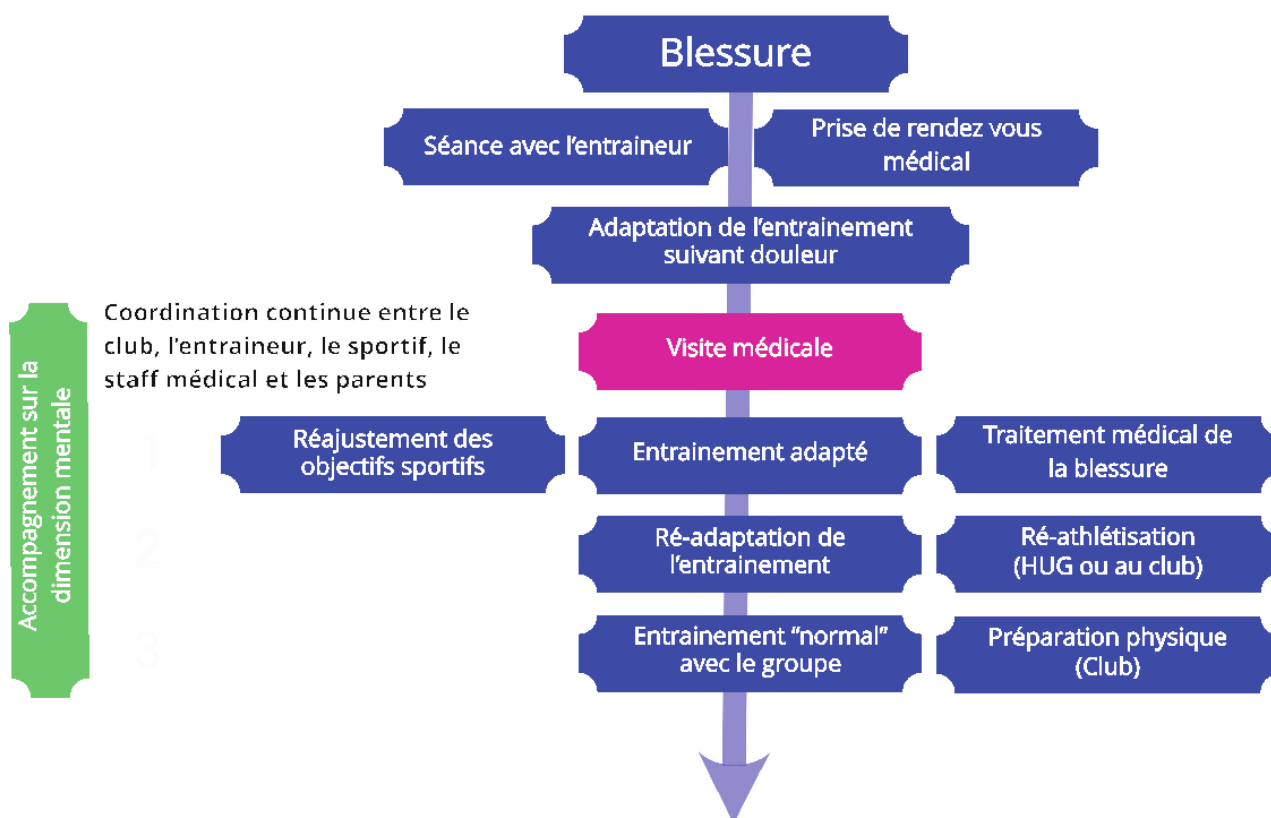 Blessure
Séance avec l’entraineur
Prise de rendez vous
médical
Adaptation de l’entrainement
suivant douleur
Coordination continue entre le
club, l’entraineur, le sportif, le
staff médical et les parents
Visite médicale
Accompagnement sur la
dimension mentale
1
Réajustement des
objectifs sportifs
Entrainement adapté
Traitement médical de
la blessure
2
Ré-adaptation de
l’entrainement
Ré-athlétisation
(HUG ou au club)
3
Entrainement “normal”
avec le groupe
Préparation physique
(Club)